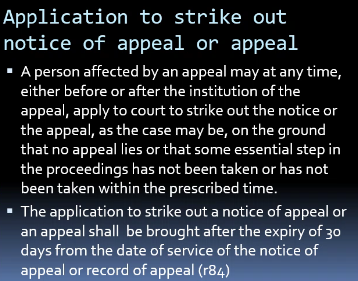 Application to strike out
notice of appeal or appeal
▪ A person affected by an appeal may at any time,
either before or after the institution of the
appeal, apply to court to strike out the notice or
the appeal, as the case may be, on the ground
that no appeal lies or that some essential step in
the proceedings has not been taken or has not
been taken within the prescribed time.
▪ The application to strike out a notice of appeal or
an appeal shall be brought after the expiry of 30
days from the date of service of the notice of
appeal or record of appeal (r84)